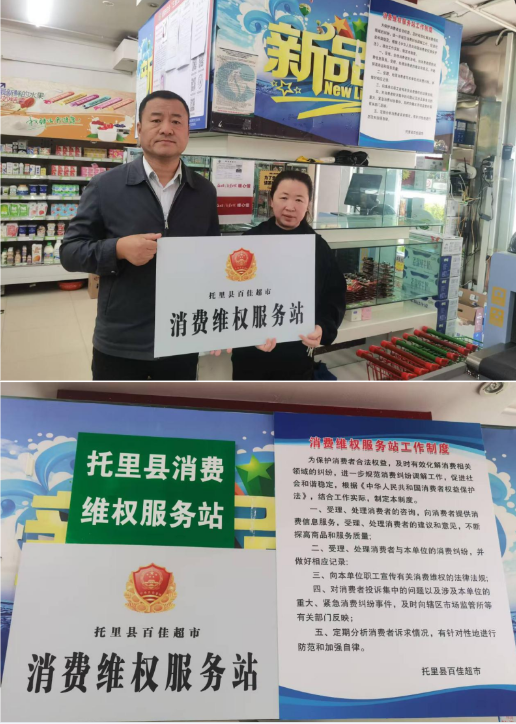 新品
New Li
消费维权服务站工作制度
托里县百佳超市
消费维权服务站
托里县消费
维权服务站
托里县百佳超市
消费维权服务站
消费维权服务站工作制度
为保护消费者合法权益，及时有效化解消费相关
领域的纠纷，进一步规范消费纠纷调解工作，促进社
会和谐稳定，根据《中华人民共和国消费者权益保护
法》，结合工作实际，制定本制度。
一、受理、处理消费者的咨询，向消费者提供消
费信息服务，受理、处理消费者的建议和意见，不断
探高商品和服务质量；
二、受理、处理消费者与本单位的消费纠纷，并
做好相应记录；
三、向本单位职工宣传有关消费维权的法律法规；
四、对消费者投诉集中的问题以及涉及本单位的
重大、紧急消费纠纷事件，及时向辖区市场监管所等
有关部门反映；
五、定期分析消费者诉求情况，有针对性地进行
防范和加强自律。
托里县百佳超市